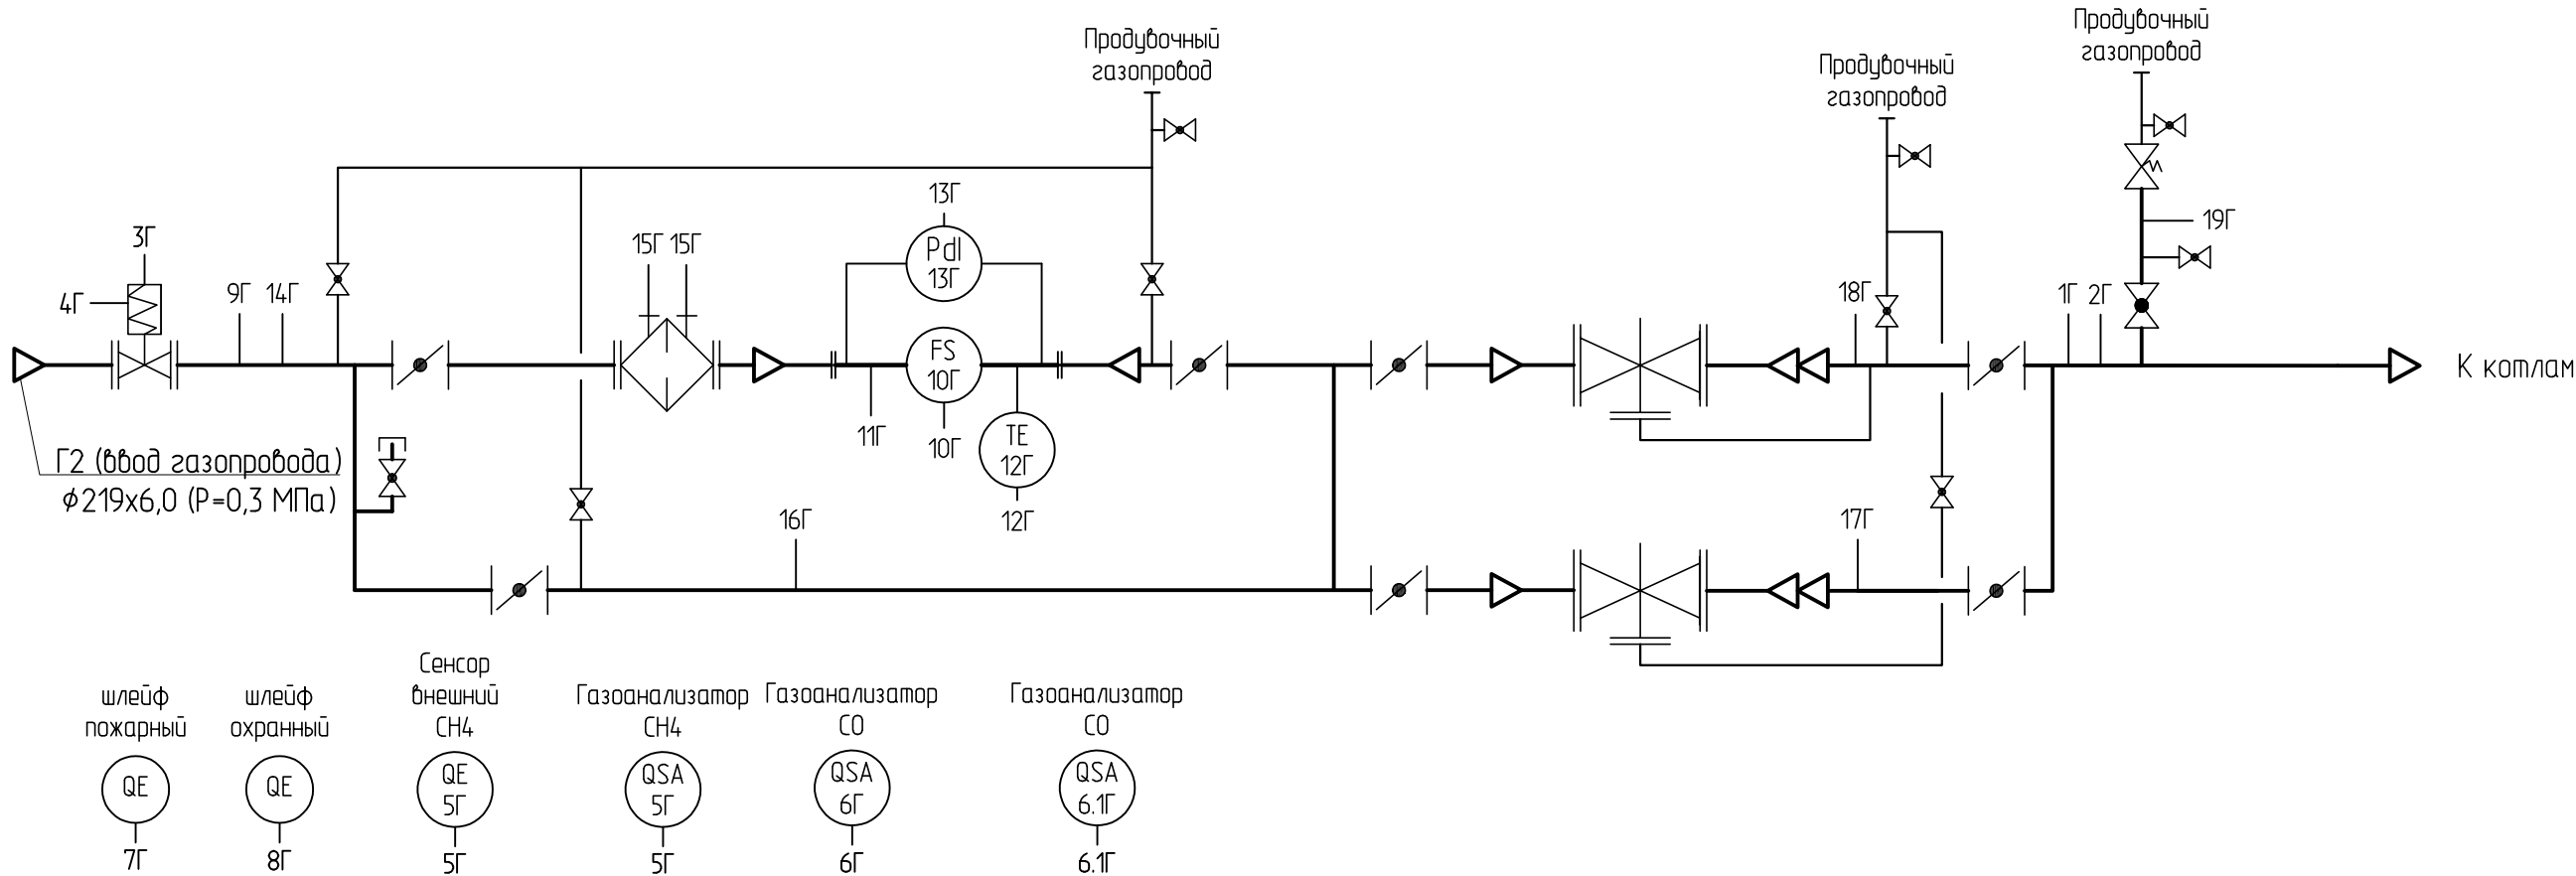 Продувочный
газопровод
Продувочный
газопровод
Продувочный
газопровод
3Г
4Г
9Г
14Г
15Г
15Г
13Г
PdI
13Г
FS
10Г
11Г
10Г
TE
12Г
12Г
16Г
18Г
17Г
1Г
2Г
19Г
К котлам
Г2 (ввод газопровода)
ϕ219х6,0 (Р=0,3 МПа)
шлейф
пожарный
QE
7Г
шлейф
охранный
QE
8Г
Сенсор
внешний
СН4
QE
5Г
5Г
Газоанализатор
СН4
QSA
5Г
5Г
Газоанализатор
СО
QSA
6Г
6Г
Газоанализатор
СО
QSA
6.1Г
6.1Г